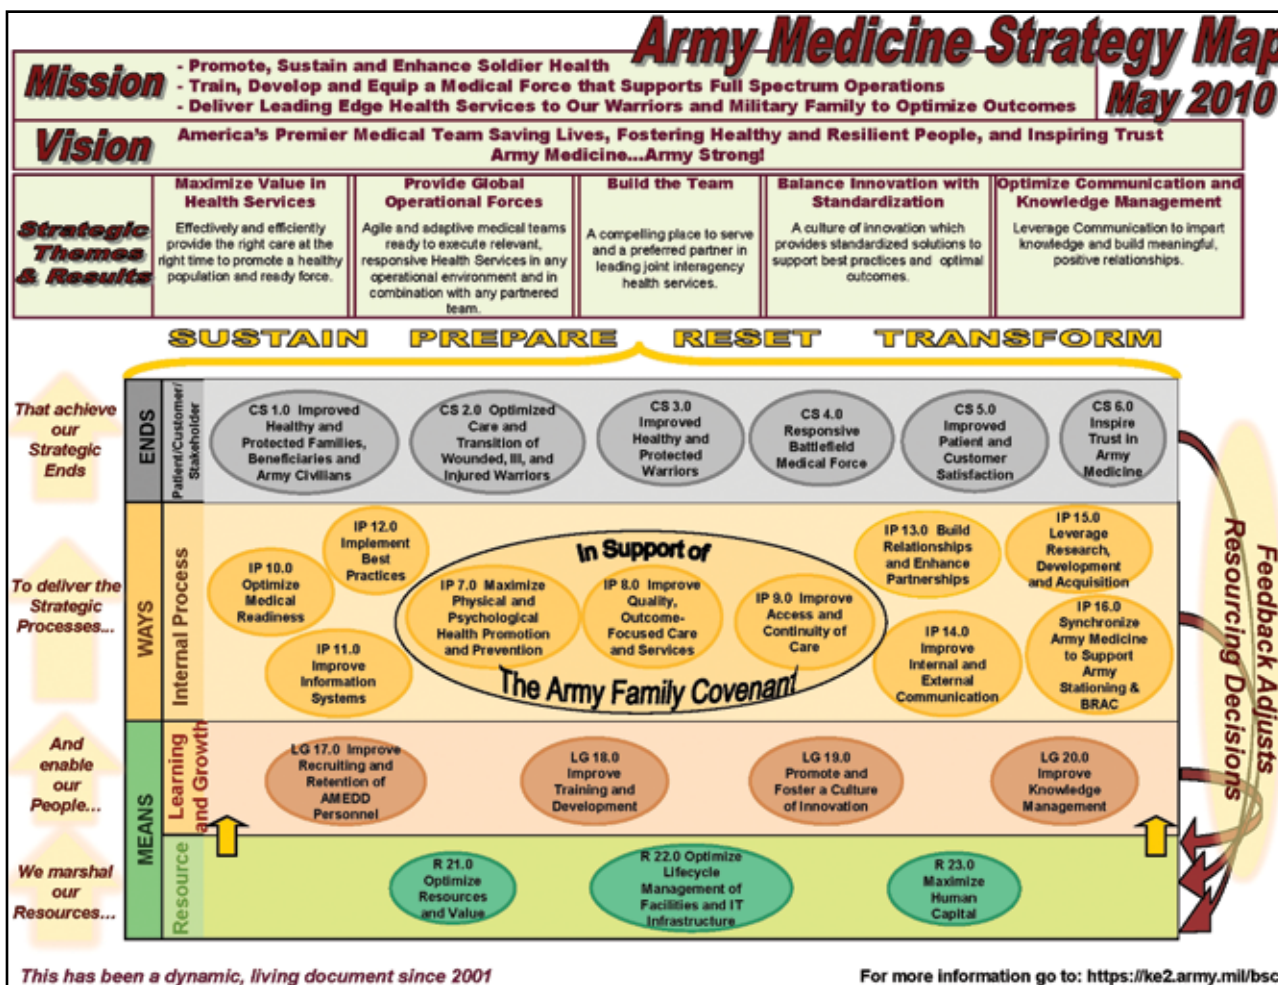 Army Medicine Strategy Map
May 2010
Mission
- Promote, Sustain and Enhance Soldier Health
- Train, Develop and Equip a Medical Force that Supports Full Spectrum Operations
- Deliver Leading Edge Health Services to Our Warriors and Military Family to Optimize Outcomes
Vision
America's Premier Medical Team Saving Lives, Fostering Healthy and Resilient People, and Inspiring Trust
Army Medicine...Army Strong!
Strategic
Themes
& Results
Maximize Value in
Health Services
Effectively and efficiently
provide the right care at the
right time to promote a healthy
population and ready force.
Provide Global
Operational Forces
Agile and adaptive medical teams
ready to execute relevant,
responsive Health Services in any
operational environment and in
combination with any partnered
team.
Build the Team
A compelling place to serve
and a preferred partner in
leading joint interagency
health services.
Balance Innovation with
Standardization
A culture of innovation which
provides standardized solutions to
support best practices and optimal
outcomes.
Optimize Communication and
Knowledge Management
Leverage Communication to impart
knowledge and build meaningful,
positive relationships.
SUSTAIN PREPARE RESET TRANSFORM
That achieve
our
Strategic
Ends
ENDS
Patient/Customer/
Stakeholder
CS 1.0 Improved
Healthy and
Protected Families,
Beneficiaries and
Army Civilians
CS 2.0 Optimized
Care and
Transition of
Wounded, Ill, and
Injured Warriors
CS 3.0
Improved
Healthy and
Protected
Warriors
CS 4.0
Responsive
Battlefield
Medical Force
CS 5.0
Improved
Patient and
Customer
Satisfaction
CS 6.0
Inspire
Trust in
Army
Medicine
To deliver the
Strategic
Processes...
WAYS
Internal Process
IP 10.0
Optimize
Medical
Readiness
IP 12.0
Implement
Best
Practices
IP 11.0
Improve
Information
Systems
In Support of
IP 7.0 Maximize
Physical and
Psychological
Health Promotion
and Prevention
IP 8.0 Improve
Quality,
Outcome-
Focused Care
and Services
IP 9.0 Improve
Access and
Continuity of
Care
The Army Family Covenant
IP 13.0 Build
Relationships
and Enhance
Partnerships
IP 15.0
Leverage
Research,
Development
and Acquisition
IP 14.0
Improve
Internal and
External
Communication
IP 16.0
Synchronize
Army Medicine
to Support
Army
Stationing &
BRAC
And
enable
our
People...
MEANS
Learning
and Growth
LG 17.0 Improve
Recruiting and
Retention of
AMEDD
Personnel
LG 18.0
Improve
Training and
Development
LG 19.0
Promote and
Foster a Culture
of Innovation
LG 20.0
Improve
Knowledge
Management
We marshal
our
Resources...
Resource
R 21.0
Optimize
Resources
and Value
R 22.0 Optimize
Lifecycle
Management of
Facilities and IT
Infrastructure
R 23.0
Maximize
Human
Capital
Feedback Adjusts
Resourcing Decisions
This has been a dynamic, living document since 2001
For more information go to: https://ke2.army.mil/bsc